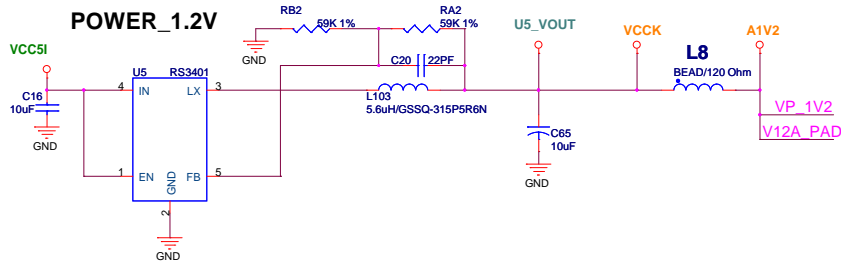 POWER_1.2V
RB2
59K 1%
RA2
59K 1%
GND
U5_VOUT
VCCK
A1V2
VCC5I
C20
22PF
L8
BEAD/120 Ohm
U5
RS3401
4
IN
LX
3
L103
5.6uH/GSSQ-315P5R6N
C16
10uF
GND
VP_1V2
V12A_PAD
C65
10uF
GND
1
EN
GND
FB
5
2
GND